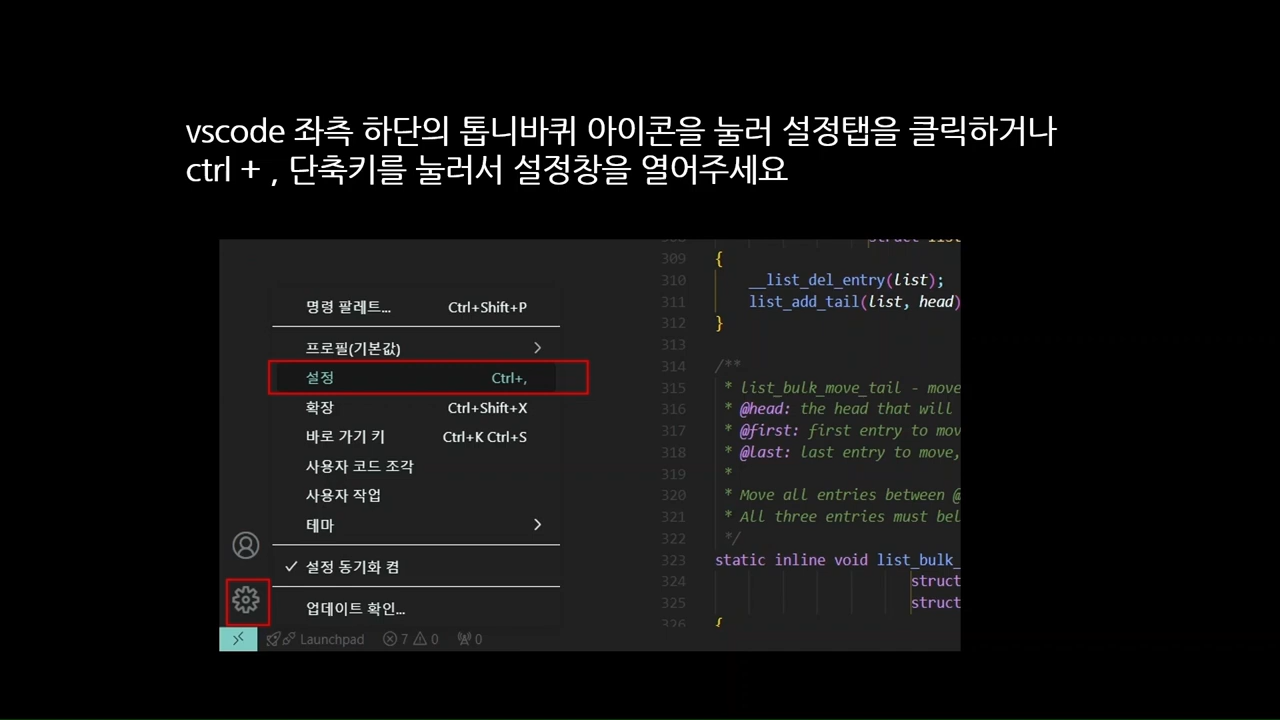 vscode 좌측 하단의 톱니바퀴 아이콘을 눌러 설정탭을 클릭하거나
ctrl + , 단축키를 눌러서 설정창을 열어주세요
명령 팔레트... Ctrl+Shift+P
프로필(기본값)
설정 Ctrl+,
확장 Ctrl+Shift+X
바로 가기 키 Ctrl+K Ctrl+S
사용자 코드 조각
사용자 작업
테마
설정 동기화 켬
업데이트 확인...
Launchpad 7 0 0
308 struct list
309 {
310 __list_del_entry(list);
311 list_add_tail(list, head)
312 }
313
314 /**
315 * list_bulk_move_tail - move
316 * @head: the head that will
317 * @first: first entry to mov
318 * @last: last entry to move,
319 *
320 * Move all entries between @
321 * All three entries must bel
322 */
323 static inline void list_bulk_
324 struct
325 struct
326 {